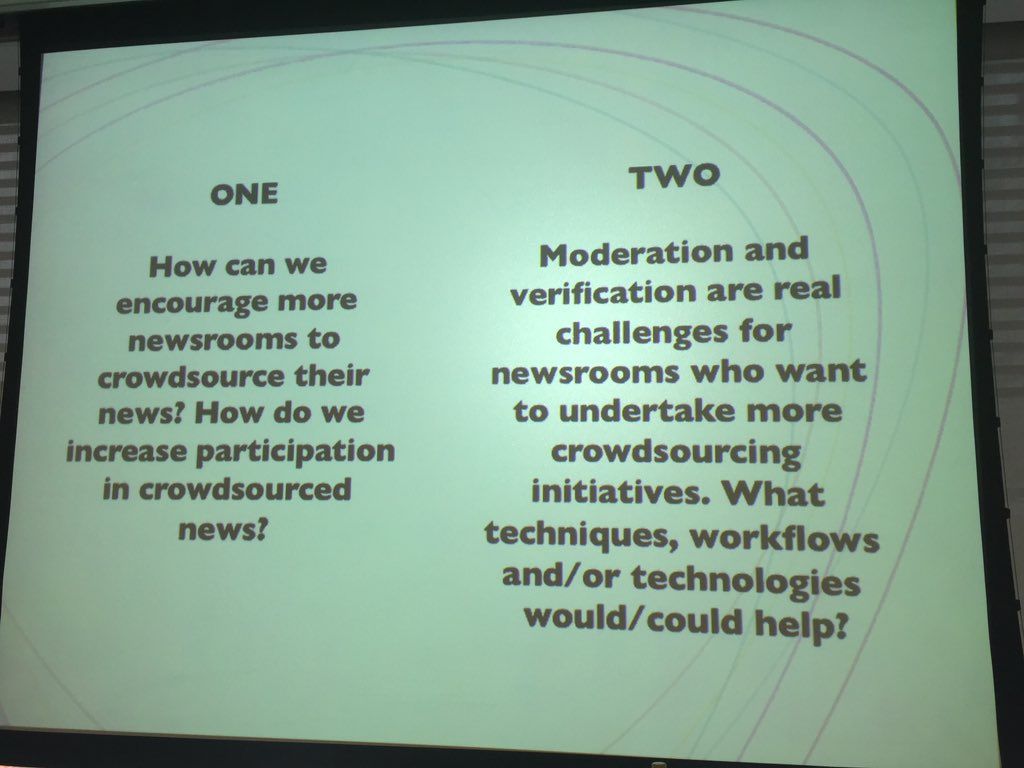 ONE
How can we
encourage more
newsrooms to
crowdsource their
news? How do we
increase participation
in crowdsourced
news?
TWO
Moderation and
verification are real
challenges for
newsrooms who want
to undertake more
crowdsourcing
initiatives. What
techniques, workflows
and/or technologies
would/could help?